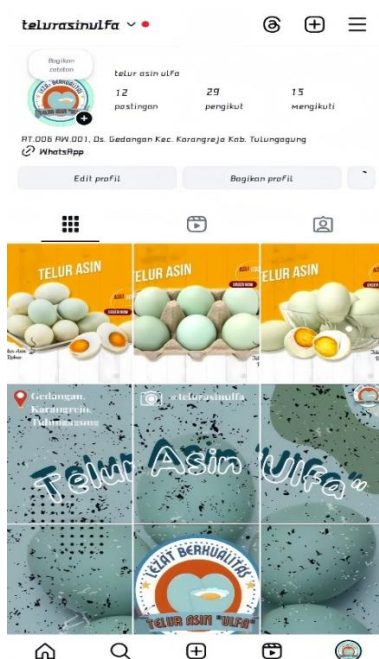 telurasinulfa
Bagikan
catatan
telur asin ulfa
12
29
15
postingan
pengikut
mengikuti
RT.006 RW.001, Ds. Gedangan Kec. Karangrejo Kab. Tulungagung
WhatsApp
Edit profil
Bagikan profil
TELUR ASIN
TELUR ASIN
ELUR ASIN
Gedangan,
Karangrejo,
Tulungagung
telurasinulfa
Telur Asin "Ulfa"
LEZAT BERKUALITAS
TELUR ASIN "ULFA"